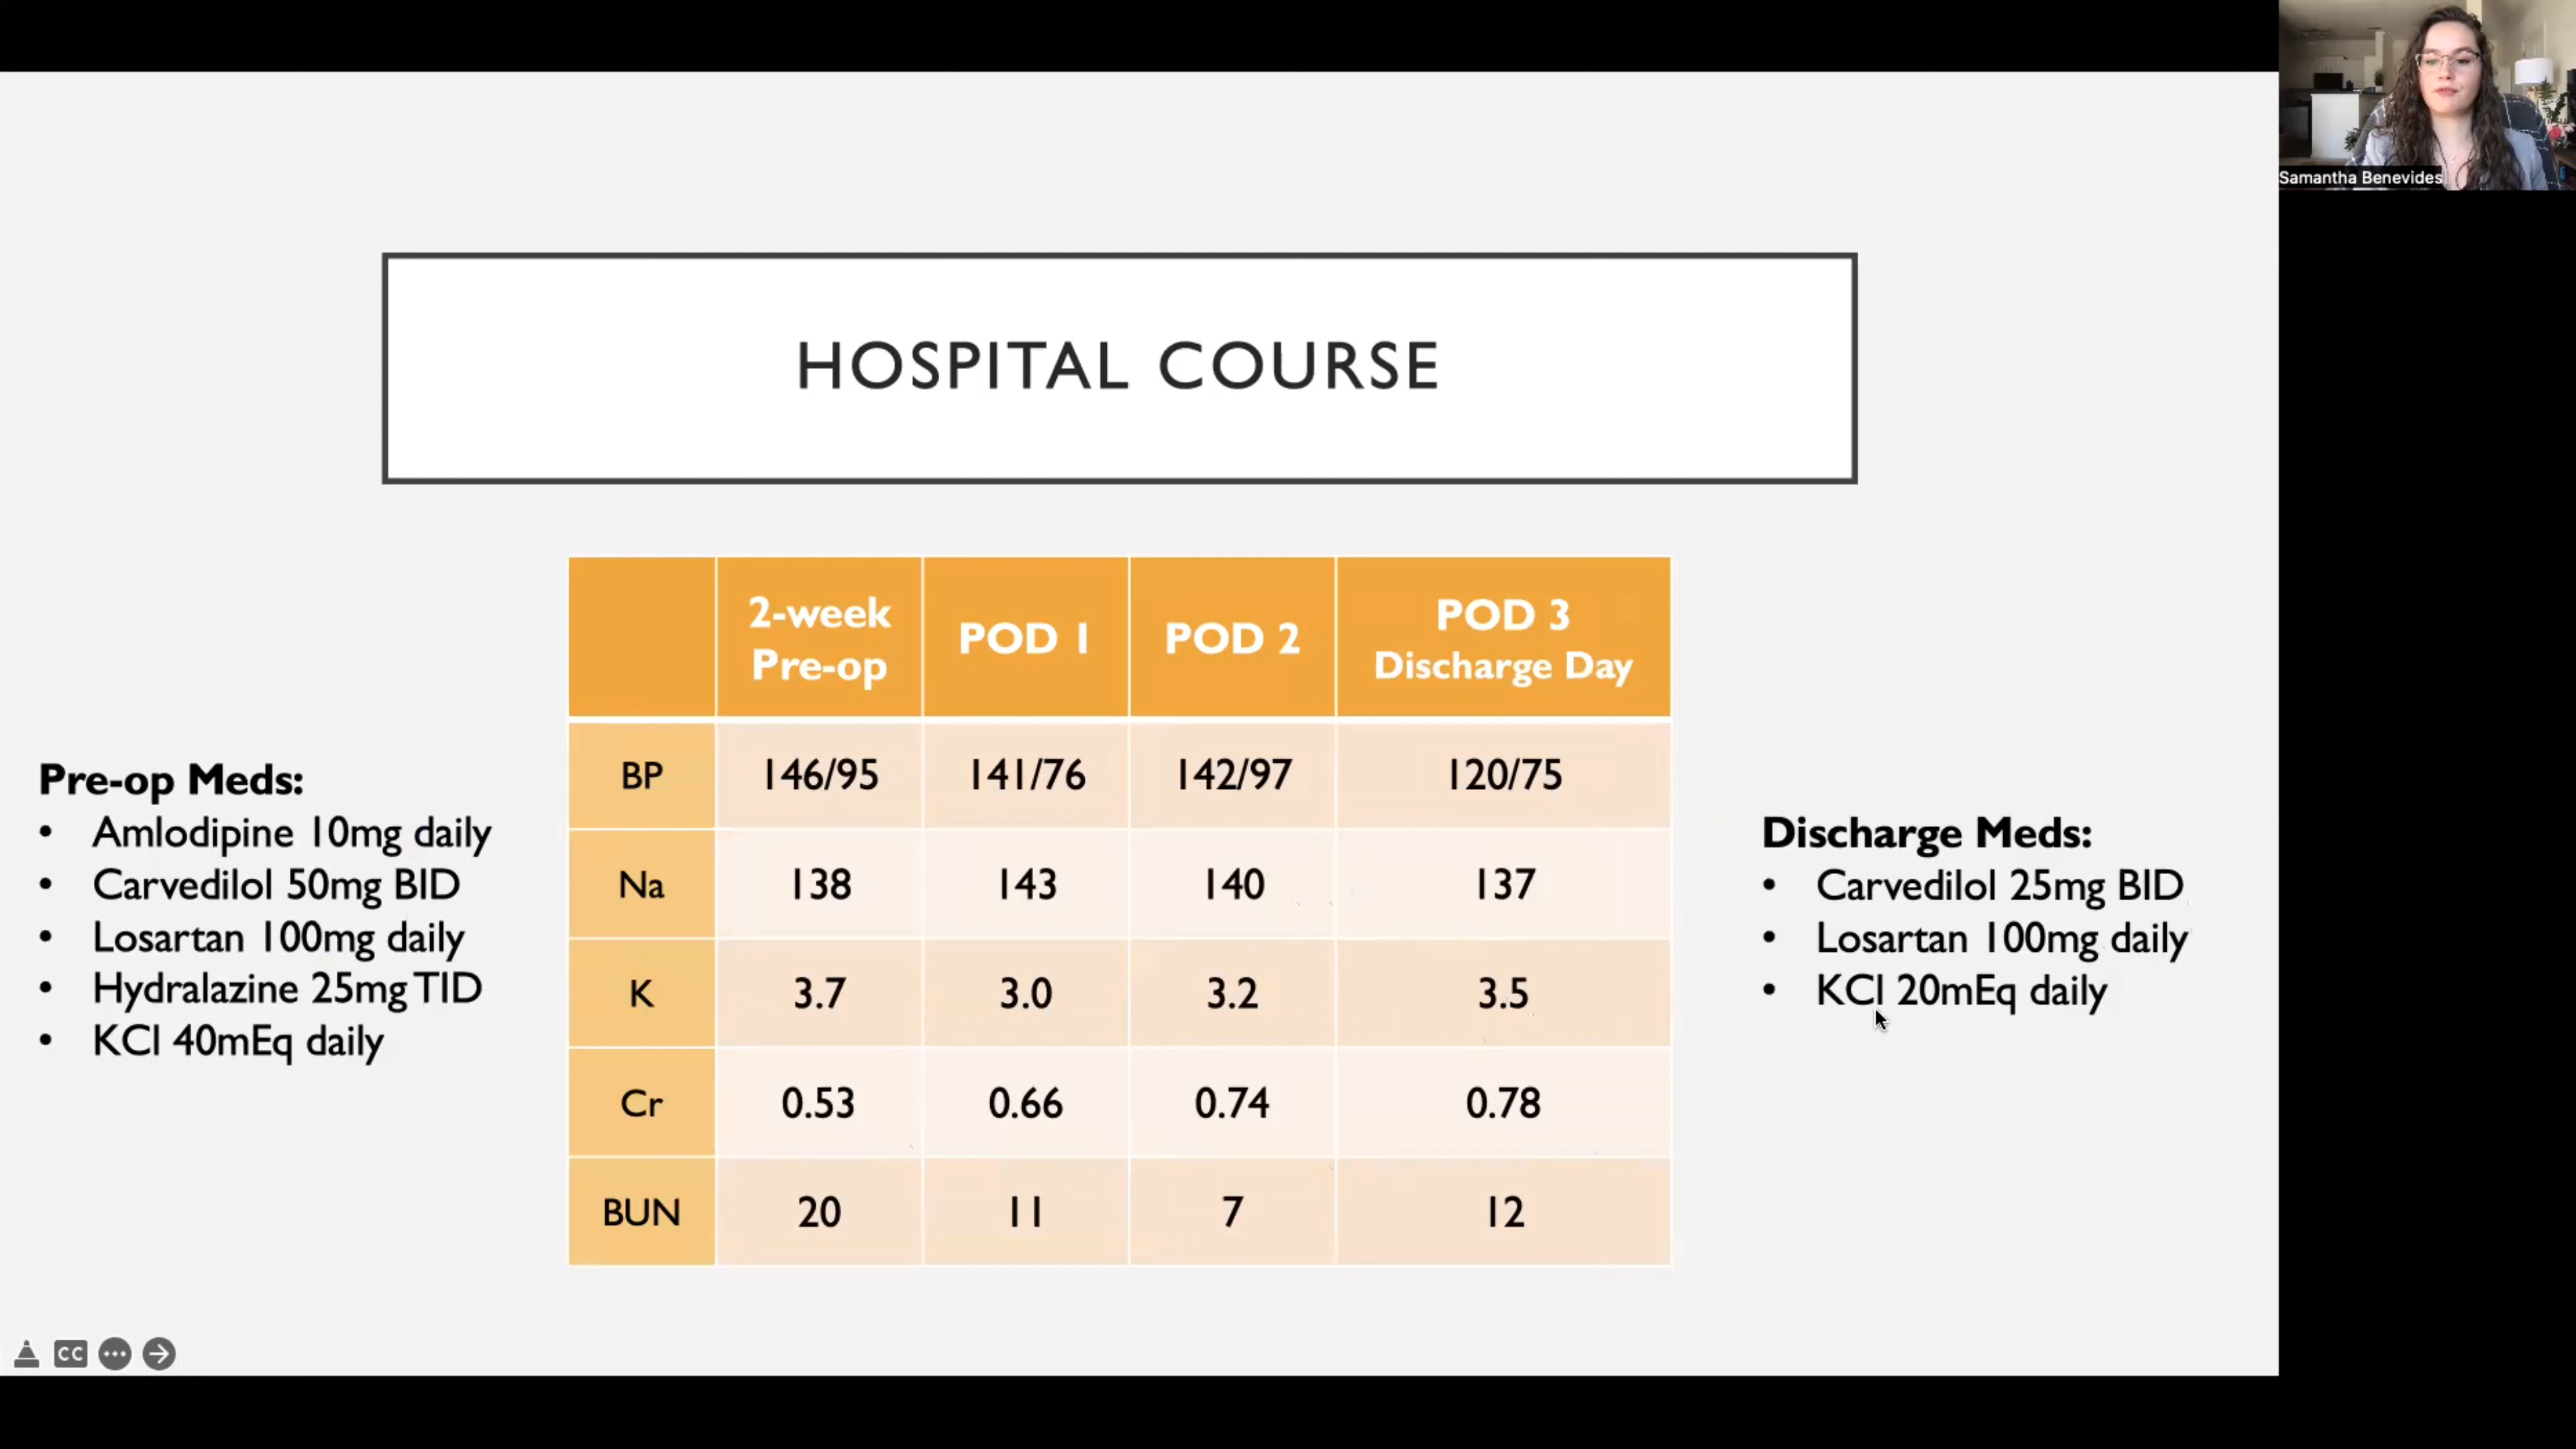 Samantha Benevides
HOSPITAL COURSE
Pre-op Meds:
• Amlodipine 10mg daily
• Carvedilol 50mg BID
• Losartan 100mg daily
• Hydralazine 25mg TID
• KCl 40mEq daily
2-week Pre-op POD 1 POD 2 POD 3 Discharge Day
BP 146/95 141/76 142/97 120/75
Na 138 143 140 137
K 3.7 3.0 3.2 3.5
Cr 0.53 0.66 0.74 0.78
BUN 20 11 7 12
Discharge Meds:
• Carvedilol 25mg BID
• Losartan 100mg daily
• KCl 20mEq daily
CC